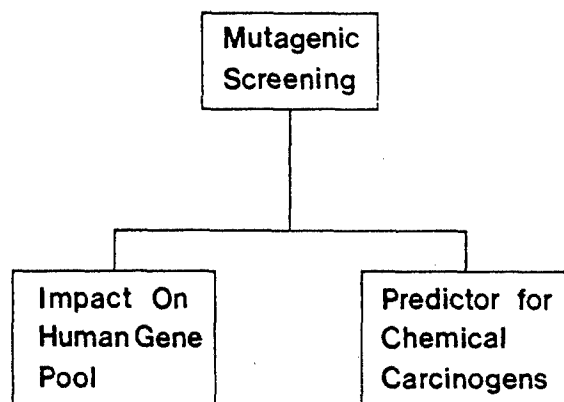 Mutagenic
Screening
Impact On
Human Gene
Pool
Predictor for
Chemical
Carcinogens